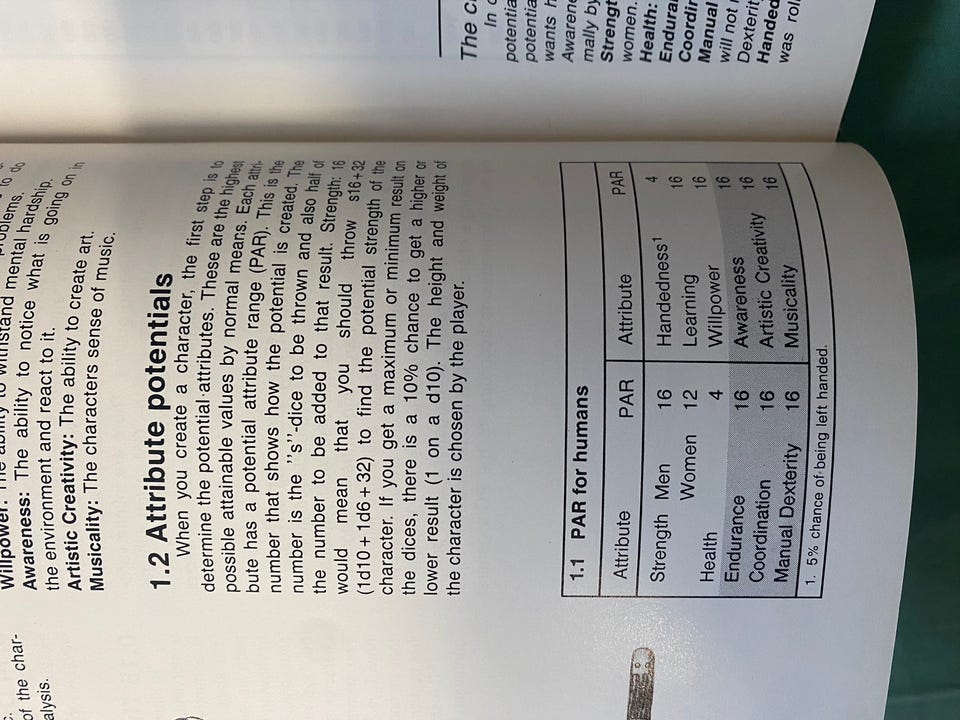 of the char-
alysis.
problems.
Willpower: The ability to withstand mental hardship.
Awareness: The ability to notice what is going on in
the environment and react to it.
Artistic Creativity: The ability to create art.
Musicality: The characters sense of music.
1.2 Attribute potentials
When you create a character, the first step is to
determine the potential attributes. These are the highest
possible attainable values by normal means. Each attri-
bute has a potential attribute range (PAR). This is the
number that shows how the potential is created. The
number is the "s"-dice to be thrown and also half of
the number to be added to that result. Strength: 16
would mean that you should throw s16+32
(1d10+1d6+32) to find the potential strength of the
character. If you get a maximum or minimum result on
the dices, there is a 10% chance to get a higher or
lower result (1 on a d10). The height and weight of
the character is chosen by the player.
1.1 PAR for humans
Attribute PAR Attribute PAR
Strength Men 16 Handedness¹ 4
Women 12 Learning 16
Health 4 Willpower 16
Endurance 16 Awareness 16
Coordination 16 Artistic Creativity 16
Manual Dexterity 16 Musicality 16
1. 5% chance of being left handed.
The
In
potentia
potentia
wants h
Awarene
mally by
Strengt
women.
Health:
Endura
Coordin
Manual
will not
Dexterity
Handed
was rol